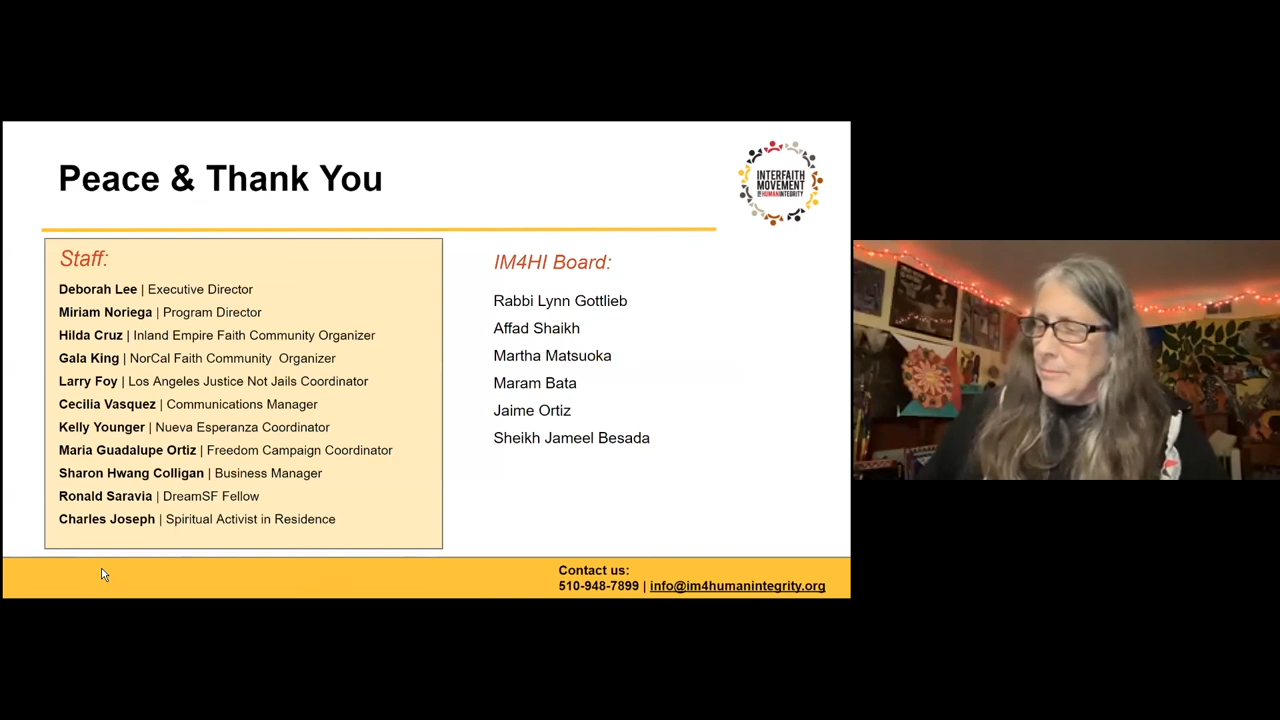 Peace & Thank You
INTERFAITH
MOVEMENT
FOR HUMAN INTEGRITY
Staff:
Deborah Lee | Executive Director
Miriam Noriega | Program Director
Hilda Cruz | Inland Empire Faith Community Organizer
Gala King | NorCal Faith Community Organizer
Larry Foy | Los Angeles Justice Not Jails Coordinator
Cecilia Vasquez | Communications Manager
Kelly Younger | Nueva Esperanza Coordinator
Maria Guadalupe Ortiz | Freedom Campaign Coordinator
Sharon Hwang Colligan | Business Manager
Ronald Saravia | DreamSF Fellow
Charles Joseph | Spiritual Activist in Residence
IM4HI Board:
Rabbi Lynn Gottlieb
Affad Shaikh
Martha Matsuoka
Maram Bata
Jaime Ortiz
Sheikh Jameel Besada
Contact us:
510-948-7899 | info@im4humanintegrity.org